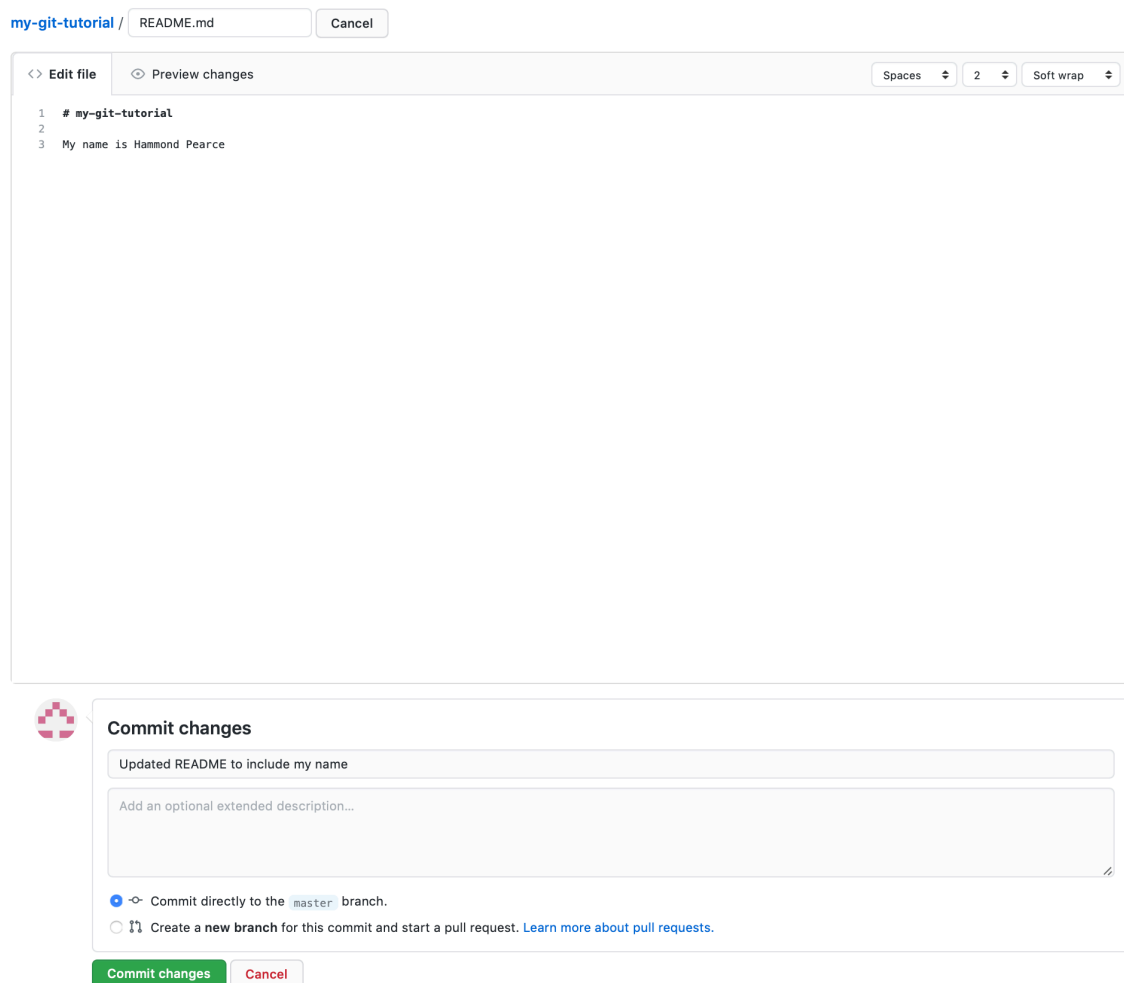 my-git-tutorial / README.md Cancel
<> Edit file Preview changes Spaces 2 Soft wrap
1 # my-git-tutorial
2
3 My name is Hammond Pearce
Commit changes
Updated README to include my name
Add an optional extended description...
Commit directly to the master branch.
Create a new branch for this commit and start a pull request. Learn more about pull requests.
Commit changes Cancel